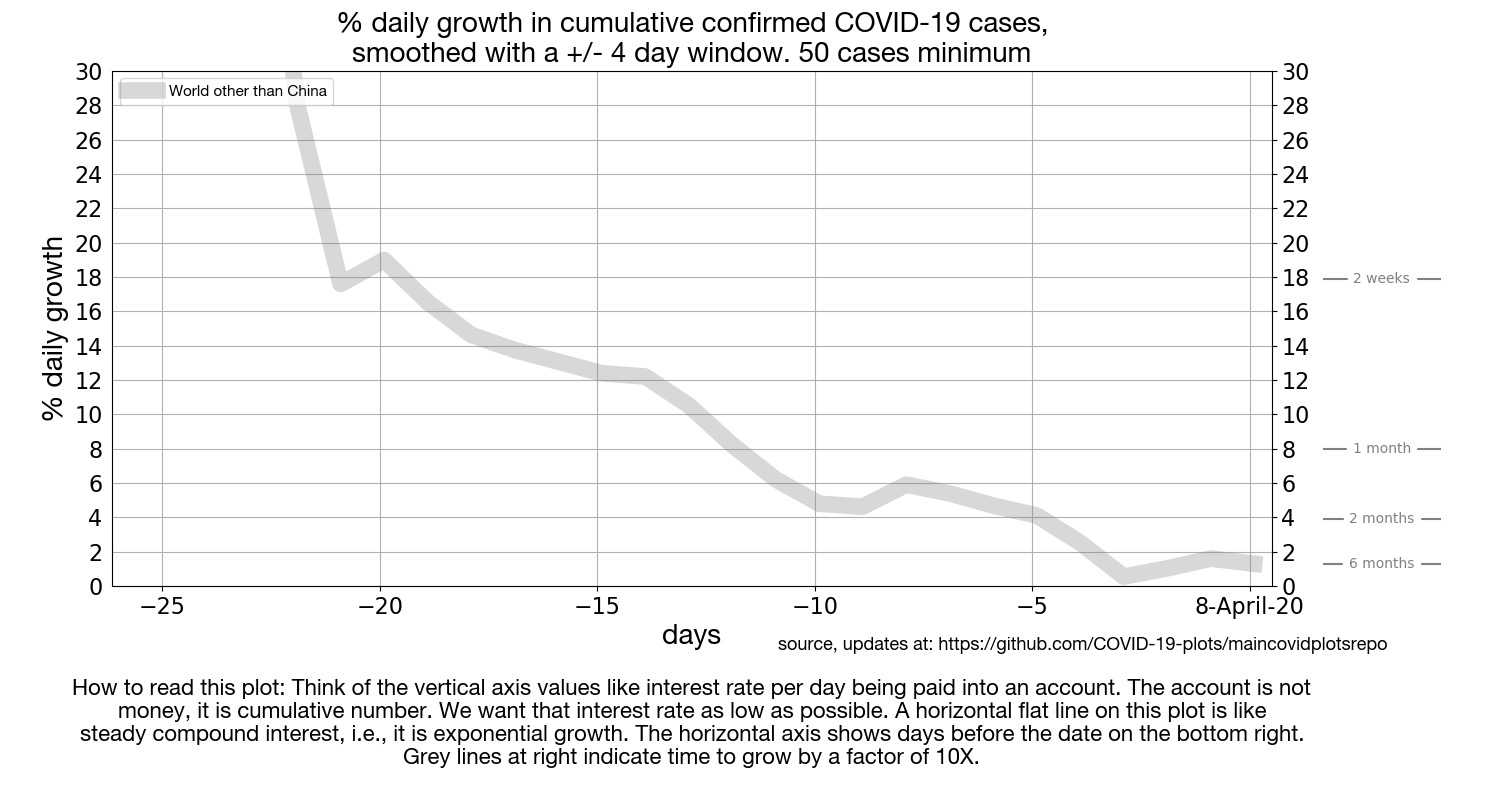 % daily growth in cumulative confirmed COVID-19 cases,
smoothed with a +/- 4 day window. 50 cases minimum
World other than China
% daily growth
30
28
26
24
22
20
18
16
14
12
10
8
6
4
2
0
30
28
26
24
22
20
18
16
14
12
10
8
6
4
2
0
2 weeks
1 month
2 months
6 months
−25
−20
−15
−10
−5
8-April-20
days
source, updates at: https://github.com/COVID-19-plots/maincovidplotsrepo
How to read this plot: Think of the vertical axis values like interest rate per day being paid into an account. The account is not
money, it is cumulative number. We want that interest rate as low as possible. A horizontal flat line on this plot is like
steady compound interest, i.e., it is exponential growth. The horizontal axis shows days before the date on the bottom right.
Grey lines at right indicate time to grow by a factor of 10X.